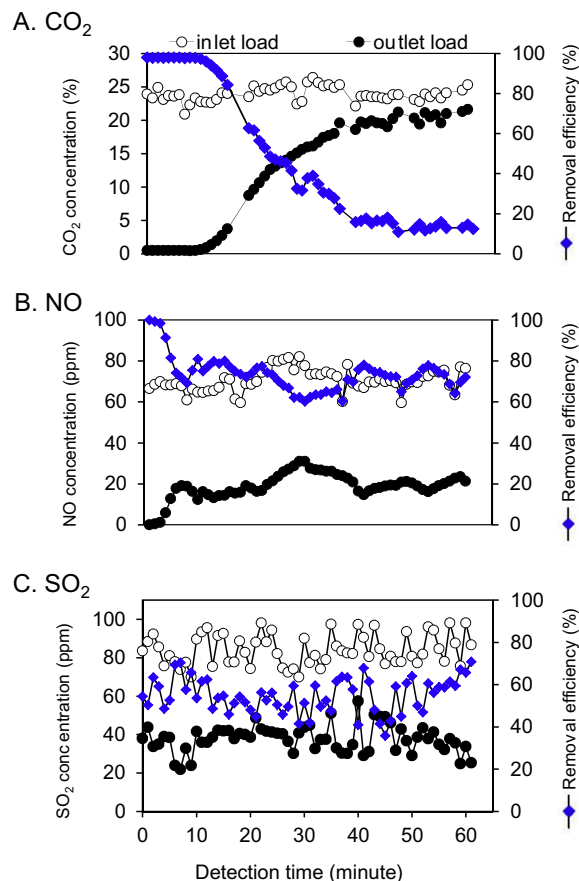 A. CO2
inlet load outlet load
30 100
25 80
20 60
15
10 40
5 20
0 0
CO2 concentration (%)
Removal efficiency (%)
B. NO
100 100
80 80
60 60
40 40
20 20
0 0
NO concentration (ppm)
Removal efficiency (%)
C. SO2
100 100
80 80
60 60
40 40
20 20
0 0
SO2 concentration (ppm)
Removal efficiency (%)
0 10 20 30 40 50 60
Detection time (minute)